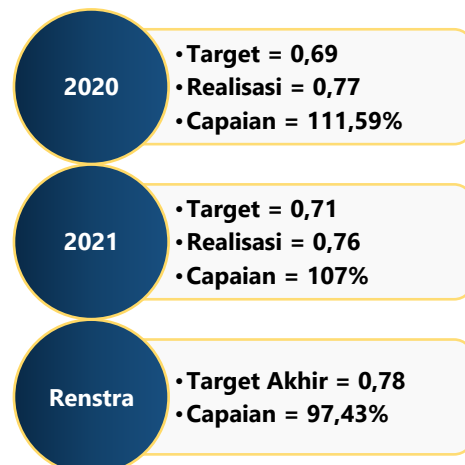 2020
•Target = 0,69
•Realisasi = 0,77
•Capaian = 111,59%
2021
•Target = 0,71
•Realisasi = 0,76
•Capaian = 107%
Renstra
•Target Akhir = 0,78
•Capaian = 97,43%